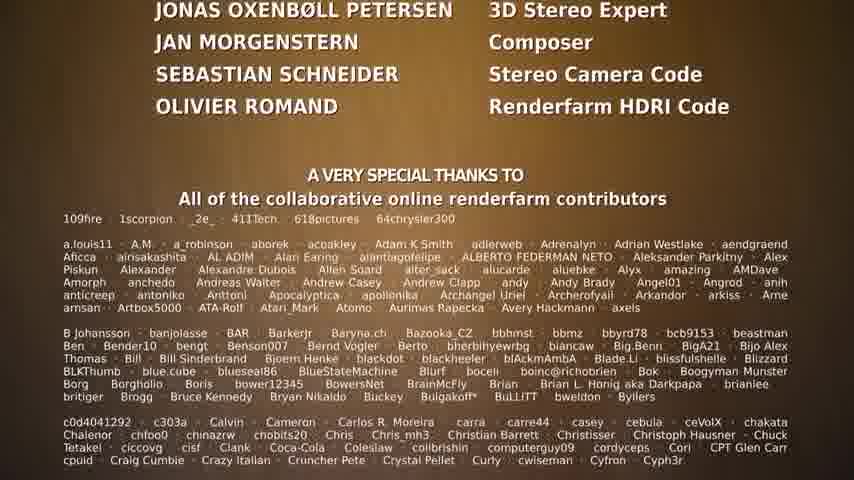 JONAS OXENBØLL PETERSEN 3D Stereo Expert
JAN MORGENSTERN Composer
SEBASTIAN SCHNEIDER Stereo Camera Code
OLIVIER ROMAND Renderfarm HDRI Code
A VERY SPECIAL THANKS TO
All of the collaborative online renderfarm contributors
109fire · 1scorpion · _2e_ · 411Tech · 618pictures · 64chrysler300
a.louis11 · A.M. · a_robinson · aborek · acoakley · Adam K Smith · adlerweb · Adrenalyn · Adrian Westlake · aendgraend
Aficca · airisakashita · AL ADIM · Alan Earing · alantiagofelipe · ALBERTO FEDERMAN NETO · Aleksander Parkitny · Alex
Piskun · Alexander · Alexandre Dubois · Allen Soard · alter_sack · alucarde · aluebke · Alyx · amazing · AMDave
Amorph · anchedo · Andreas Walter · Andrew Casey · Andrew Clapp · andy · Andy Brady · Angel01 · Angrod · anih
anticreep · antoniko · Anttoni · Apocalyptica · apollonika · Archangel Uriel · Archerofyaii · Arkandor · arkiss · Arne
amsan · Artbox5000 · ATA-Rolf · Atari_Mark · Atomo · Aurimas Rapecka · Avery Hackmann · axels
B Johansson · banjolasse · BAR · BarkerJr · Baryna.ch · Bazooka_CZ · bbhmst · bbmz · bbyrd78 · bcb9153 · beastman
Ben · Bender10 · bengt · Benson007 · Bernd Vogler · Berto · bherbihyewrbg · biancaw · Big.Benn · BigA21 · Bijo Alex
Thomas · Bill · Bill Sinderbrand · Bjoern.Henke · blackdot · blackheeler · blAckmAmbA · Blade.Li · blissfulshelle · Blizzard
BLKThumb · blue.cube · blueseal86 · BlueStateMachine · Blurf · boceli · boinc@richobrien · Bok · Boogyman Munster
Borg · Borgholio · Boris · bower12345 · BowersNet · BrainMcFly · Brian · Brian L. Honig aka Darkpapa · brianlee
britiger · Brogg · Bruce Kennedy · Bryan Nikaldo · Buckey · Bulgakoff* · BuLLITT · bweldon · Byllers
c0d4041292 · c303a · Calvin · Cameron · Carlos R. Moreira · carra · carre44 · casey · cebula · ceVoIX · chakata
Chalenor · chfoo0 · chinazrw · chobits20 · Chris · Chris_mh3 · Christian Barrett · Christisser · Christoph Hausner · Chuck
Tetakel · ciccovg · cisf · Clank · Coca-Cola · Coleslaw · colibrishin · computerguy09 · cordyceps · Cori · CPT Glen Carr
cpuid · Craig Cumbie · Crazy Italian · Cruncher Pete · Crystal Pellet · Curly · cwiseman · Cyfron · Cyph3r